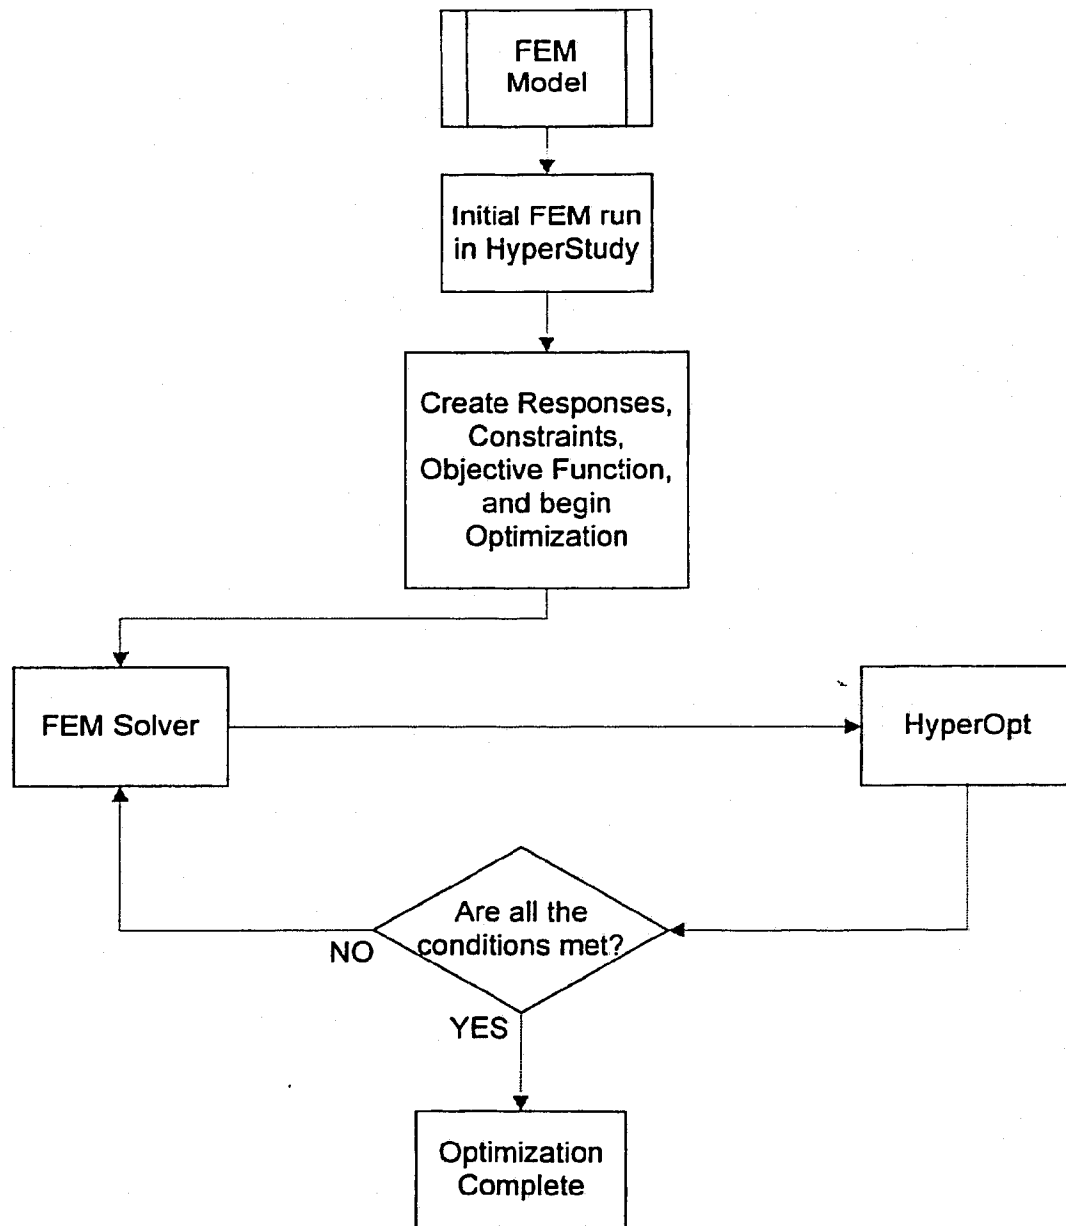 FEM
Model
Initial FEM run
in HyperStudy
Create Responses,
Constraints,
Objective Function,
and begin
Optimization
FEM Solver
HyperOpt
Are all the
conditions met?
NO
YES
Optimization
Complete